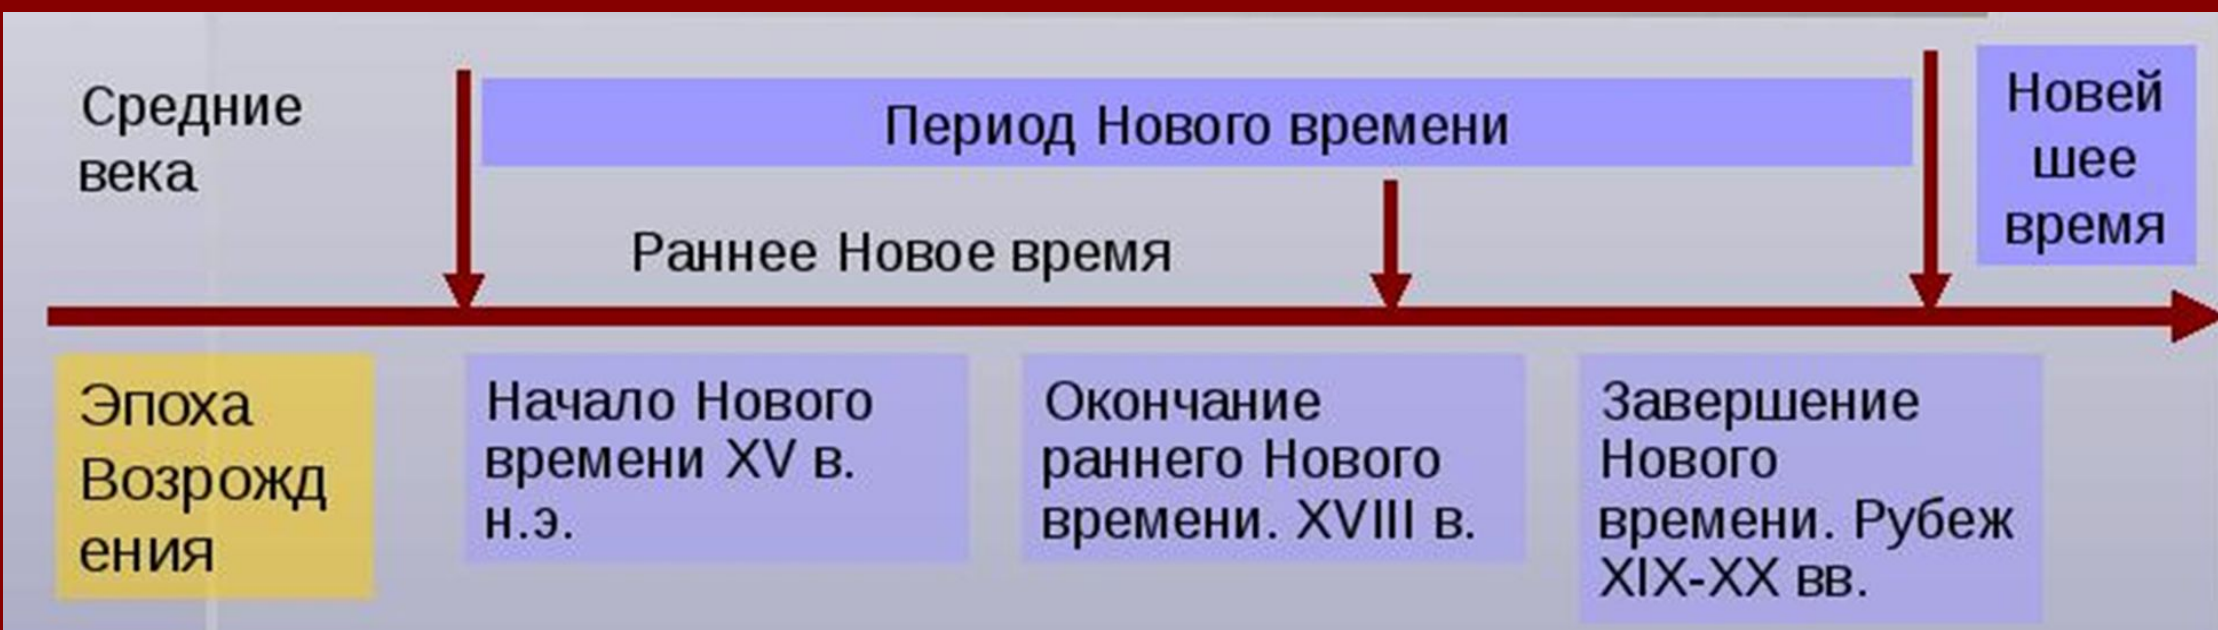 Средние
века
Период Нового времени
Новей
шее
время
Раннее Новое время
Эпоха
Возрожд
ения
Начало Нового
времени XV в.
н.э.
Окончание
раннего Нового
времени. XVIII в.
Завершение
Нового
времени. Рубеж
XIX-XX вв.